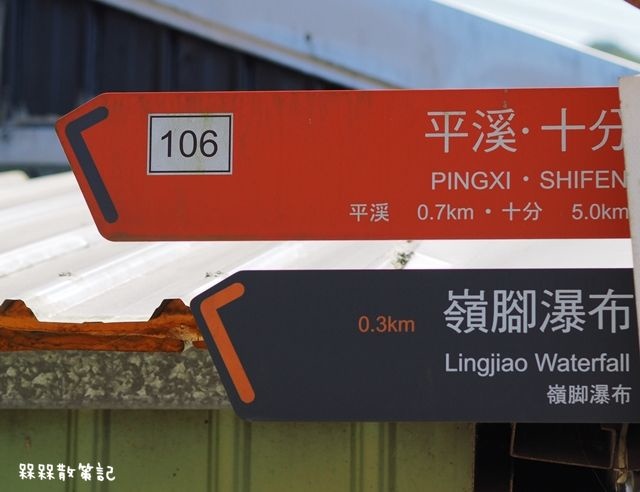 106
平溪·十分
PINGXI·SHIFEN
平溪 0.7km·十分 5.0km
0.3km 嶺腳瀑布
Lingjiao Waterfall
嶺脚瀑布
槑槑散策記